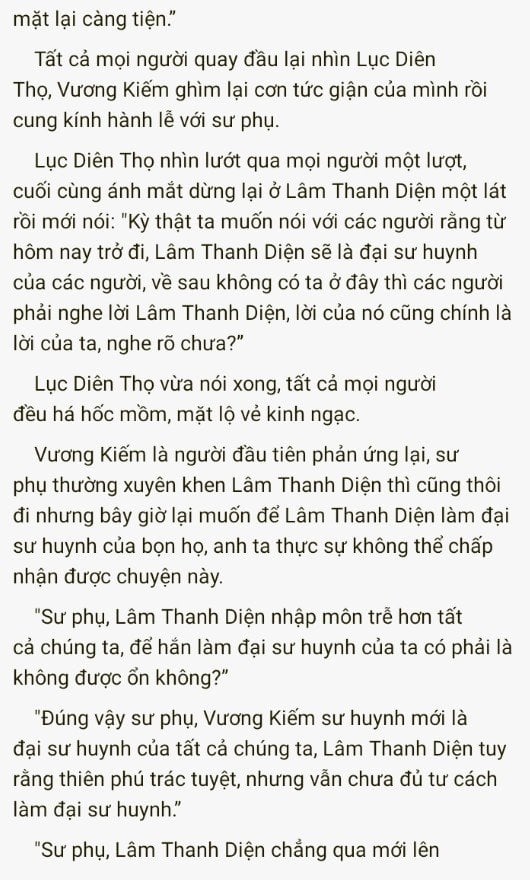 mặt lại càng tiện.”
Tất cả mọi người quay đầu lại nhìn Lục Diên
Thọ, Vương Kiếm ghìm lại cơn tức giận của mình rồi
cung kính hành lễ với sư phụ.
Lục Diên Thọ nhìn lướt qua mọi người một lượt,
cuối cùng ánh mắt dừng lại ở Lâm Thanh Diện một lát
rồi mới nói: "Kỳ thật ta muốn nói với các người rằng từ
hôm nay trở đi, Lâm Thanh Diện sẽ là đại sư huynh
của các người, về sau không có ta ở đây thì các người
phải nghe lời Lâm Thanh Diện, lời của nó cũng chính là
lời của ta, nghe rõ chưa?”
Lục Diên Thọ vừa nói xong, tất cả mọi người
đều há hốc mồm, mặt lộ vẻ kinh ngạc.
Vương Kiếm là người đầu tiên phản ứng lại, sư
phụ thường xuyên khen Lâm Thanh Diện thì cũng thôi
đi nhưng bây giờ lại muốn để Lâm Thanh Diện làm đại
sư huynh của bọn họ, anh ta thực sự không thể chấp
nhận được chuyện này.
"Sư phụ, Lâm Thanh Diện nhập môn trễ hơn tất
cả chúng ta, để hắn làm đại sư huynh của ta có phải là
không được ổn không?”
"Đúng vậy sư phụ, Vương Kiếm sư huynh mới là
đại sư huynh của tất cả chúng ta, Lâm Thanh Diện tuy
rằng thiên phú trác tuyệt, nhưng vẫn chưa đủ tư cách
làm đại sư huynh.”
"Sư phụ, Lâm Thanh Diện chẳng qua mới lên